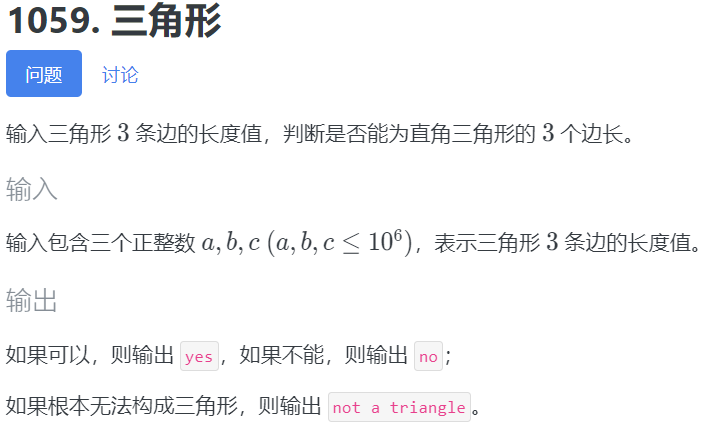 1059. 三角形
问题 讨论
输入三角形 3 条边的长度值，判断是否能为直角三角形的 3 个边长。
输入
输入包含三个正整数 a, b, c (a, b, c ≤ 10⁶)，表示三角形 3 条边的长度值。
输出
如果可以，则输出 yes，如果不能，则输出 no；
如果根本无法构成三角形，则输出 not a triangle。